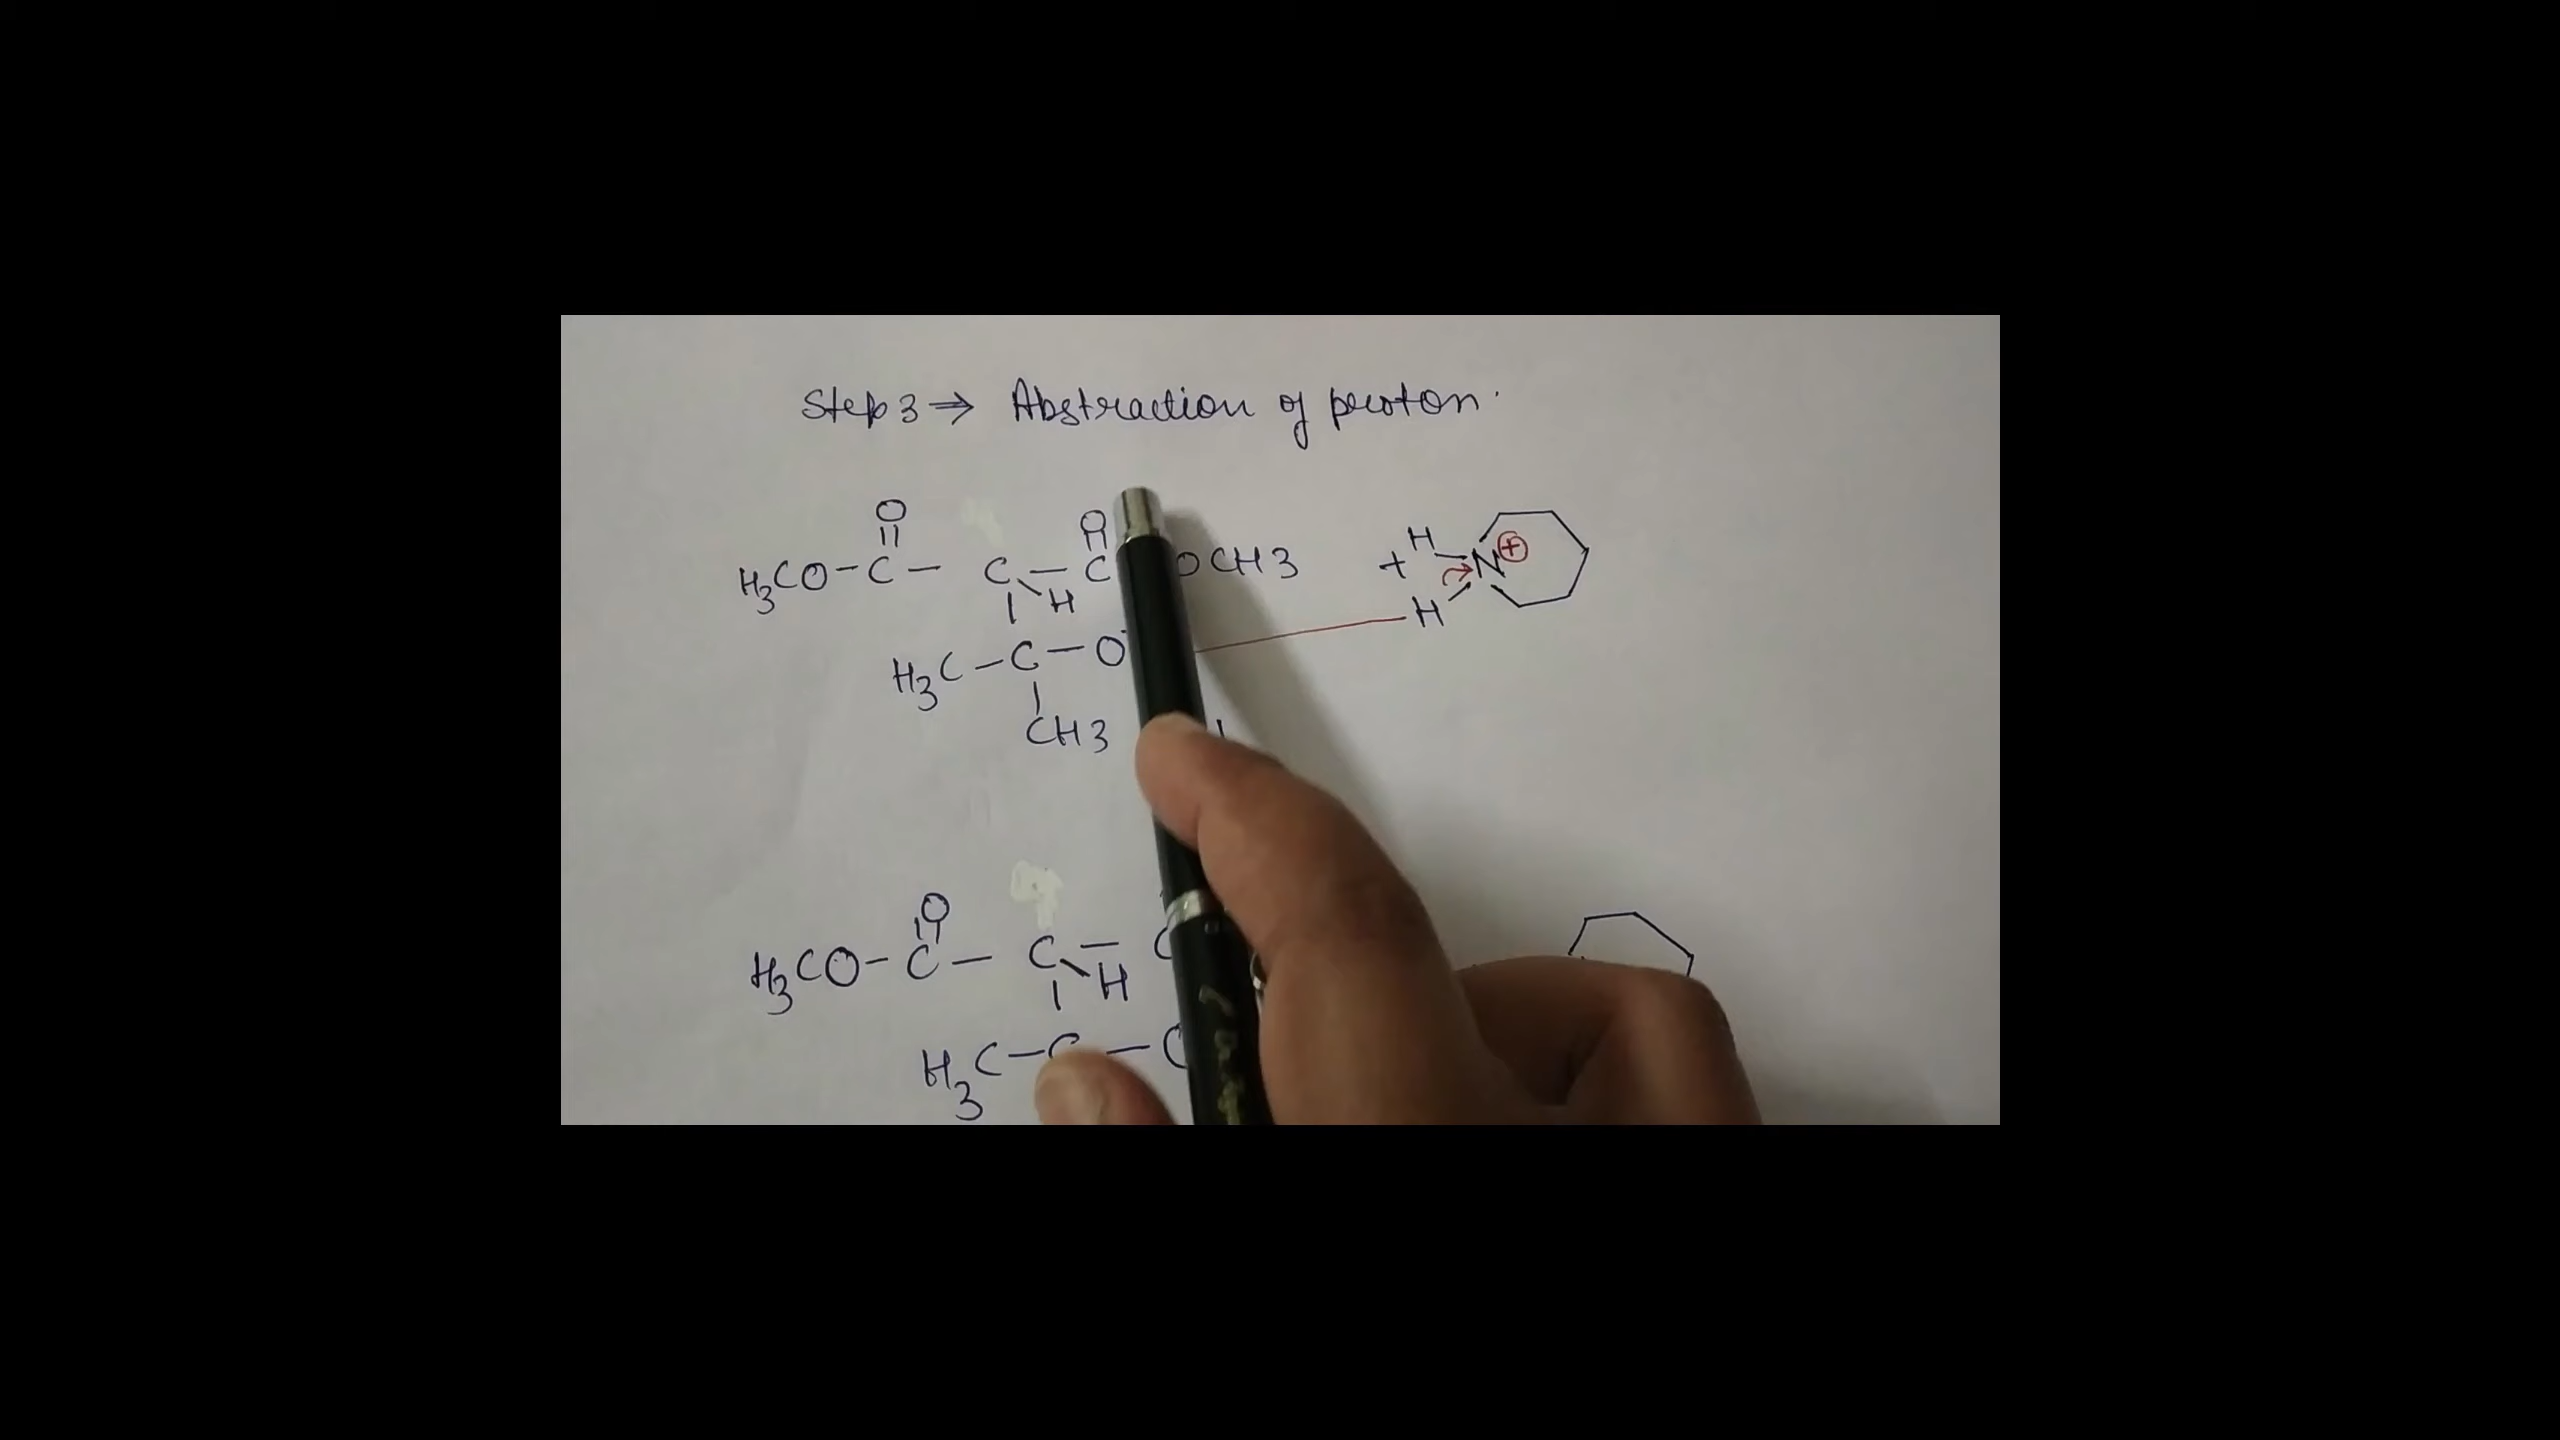 Step 3 ⇒ Abstraction of proton.
O O
|| ||
H3CO-C - C - C OCH3 + H N ⊕
| \ H H
H3C - C - O
|
CH3
O
||
H3CO - C - C - C
| \ H
H3C - C - O